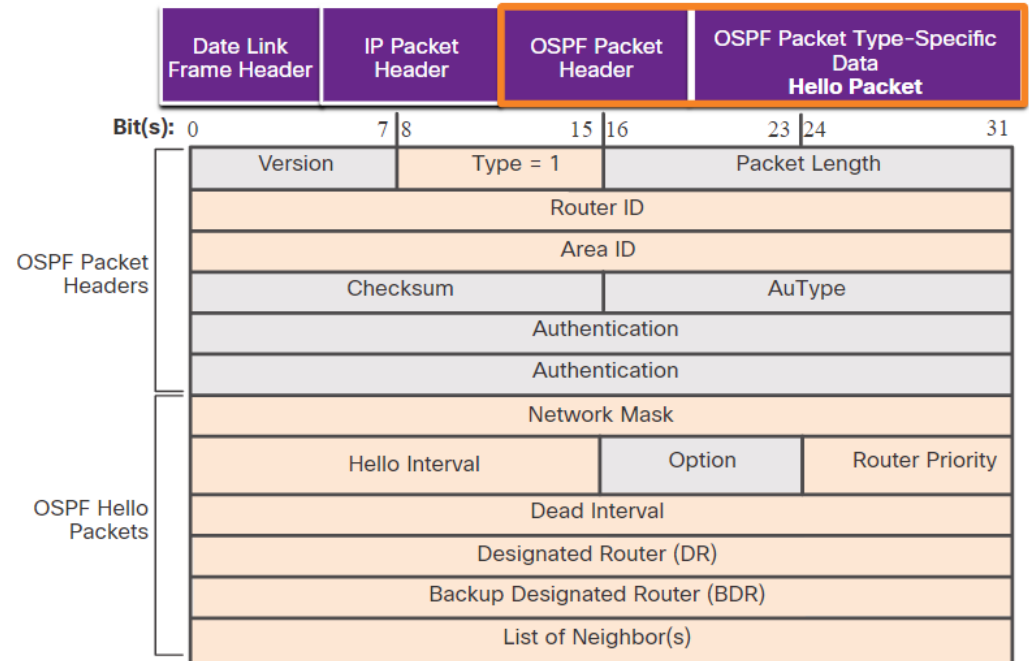 Date Link
Frame Header
IP Packet
Header
OSPF Packet
Header
OSPF Packet Type-Specific
Data
Hello Packet
Bit(s): 0 7 8 15 16 23 24 31
Version Type = 1 Packet Length
Router ID
Area ID
OSPF Packet
Headers
Checksum AuType
Authentication
Authentication
Network Mask
Hello Interval Option Router Priority
OSPF Hello
Packets
Dead Interval
Designated Router (DR)
Backup Designated Router (BDR)
List of Neighbor(s)